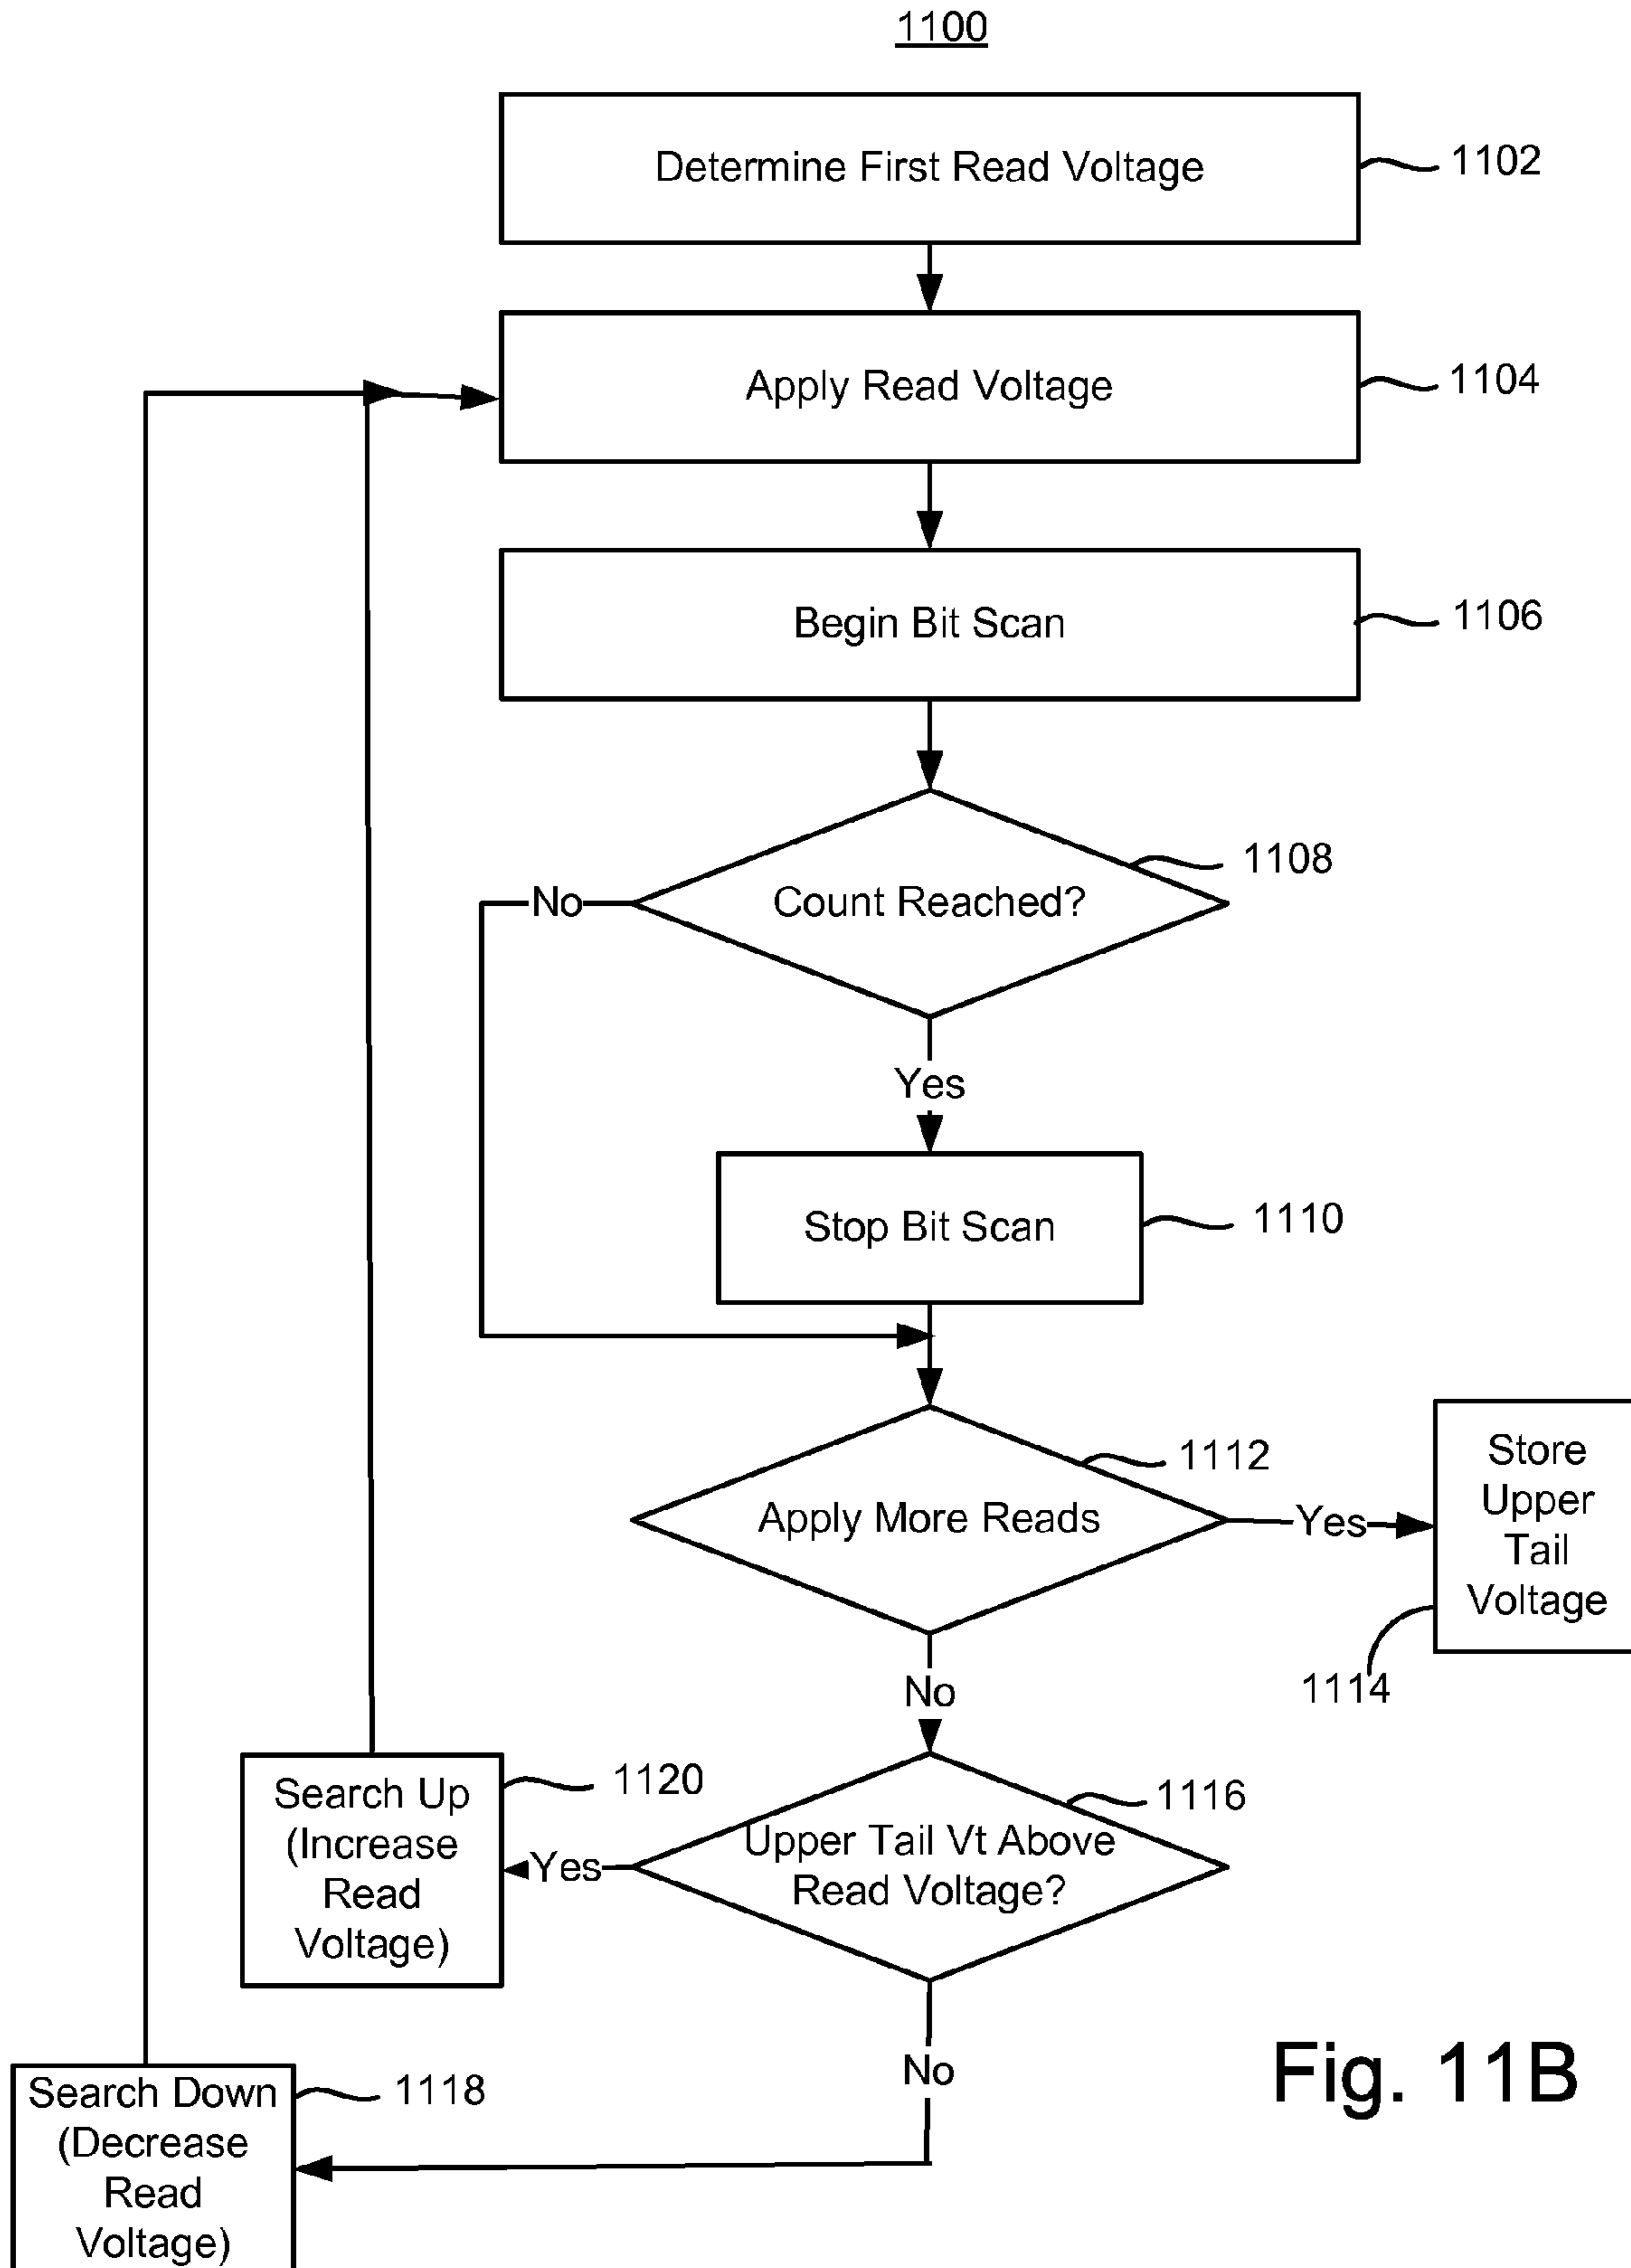 1100
Determine First Read Voltage
1102
Apply Read Voltage
1104
Begin Bit Scan
1106
1108
No
Count Reached?
Yes
Stop Bit Scan
1110
1112
Apply More Reads
Yes
Store
Upper
Tail
Voltage
1114
No
Search Up
(Increase
Read
Voltage)
1120
Yes
1116
Upper Tail Vt Above
Read Voltage?
No
Search Down
(Decrease
Read
Voltage)
1118
Fig. 11B